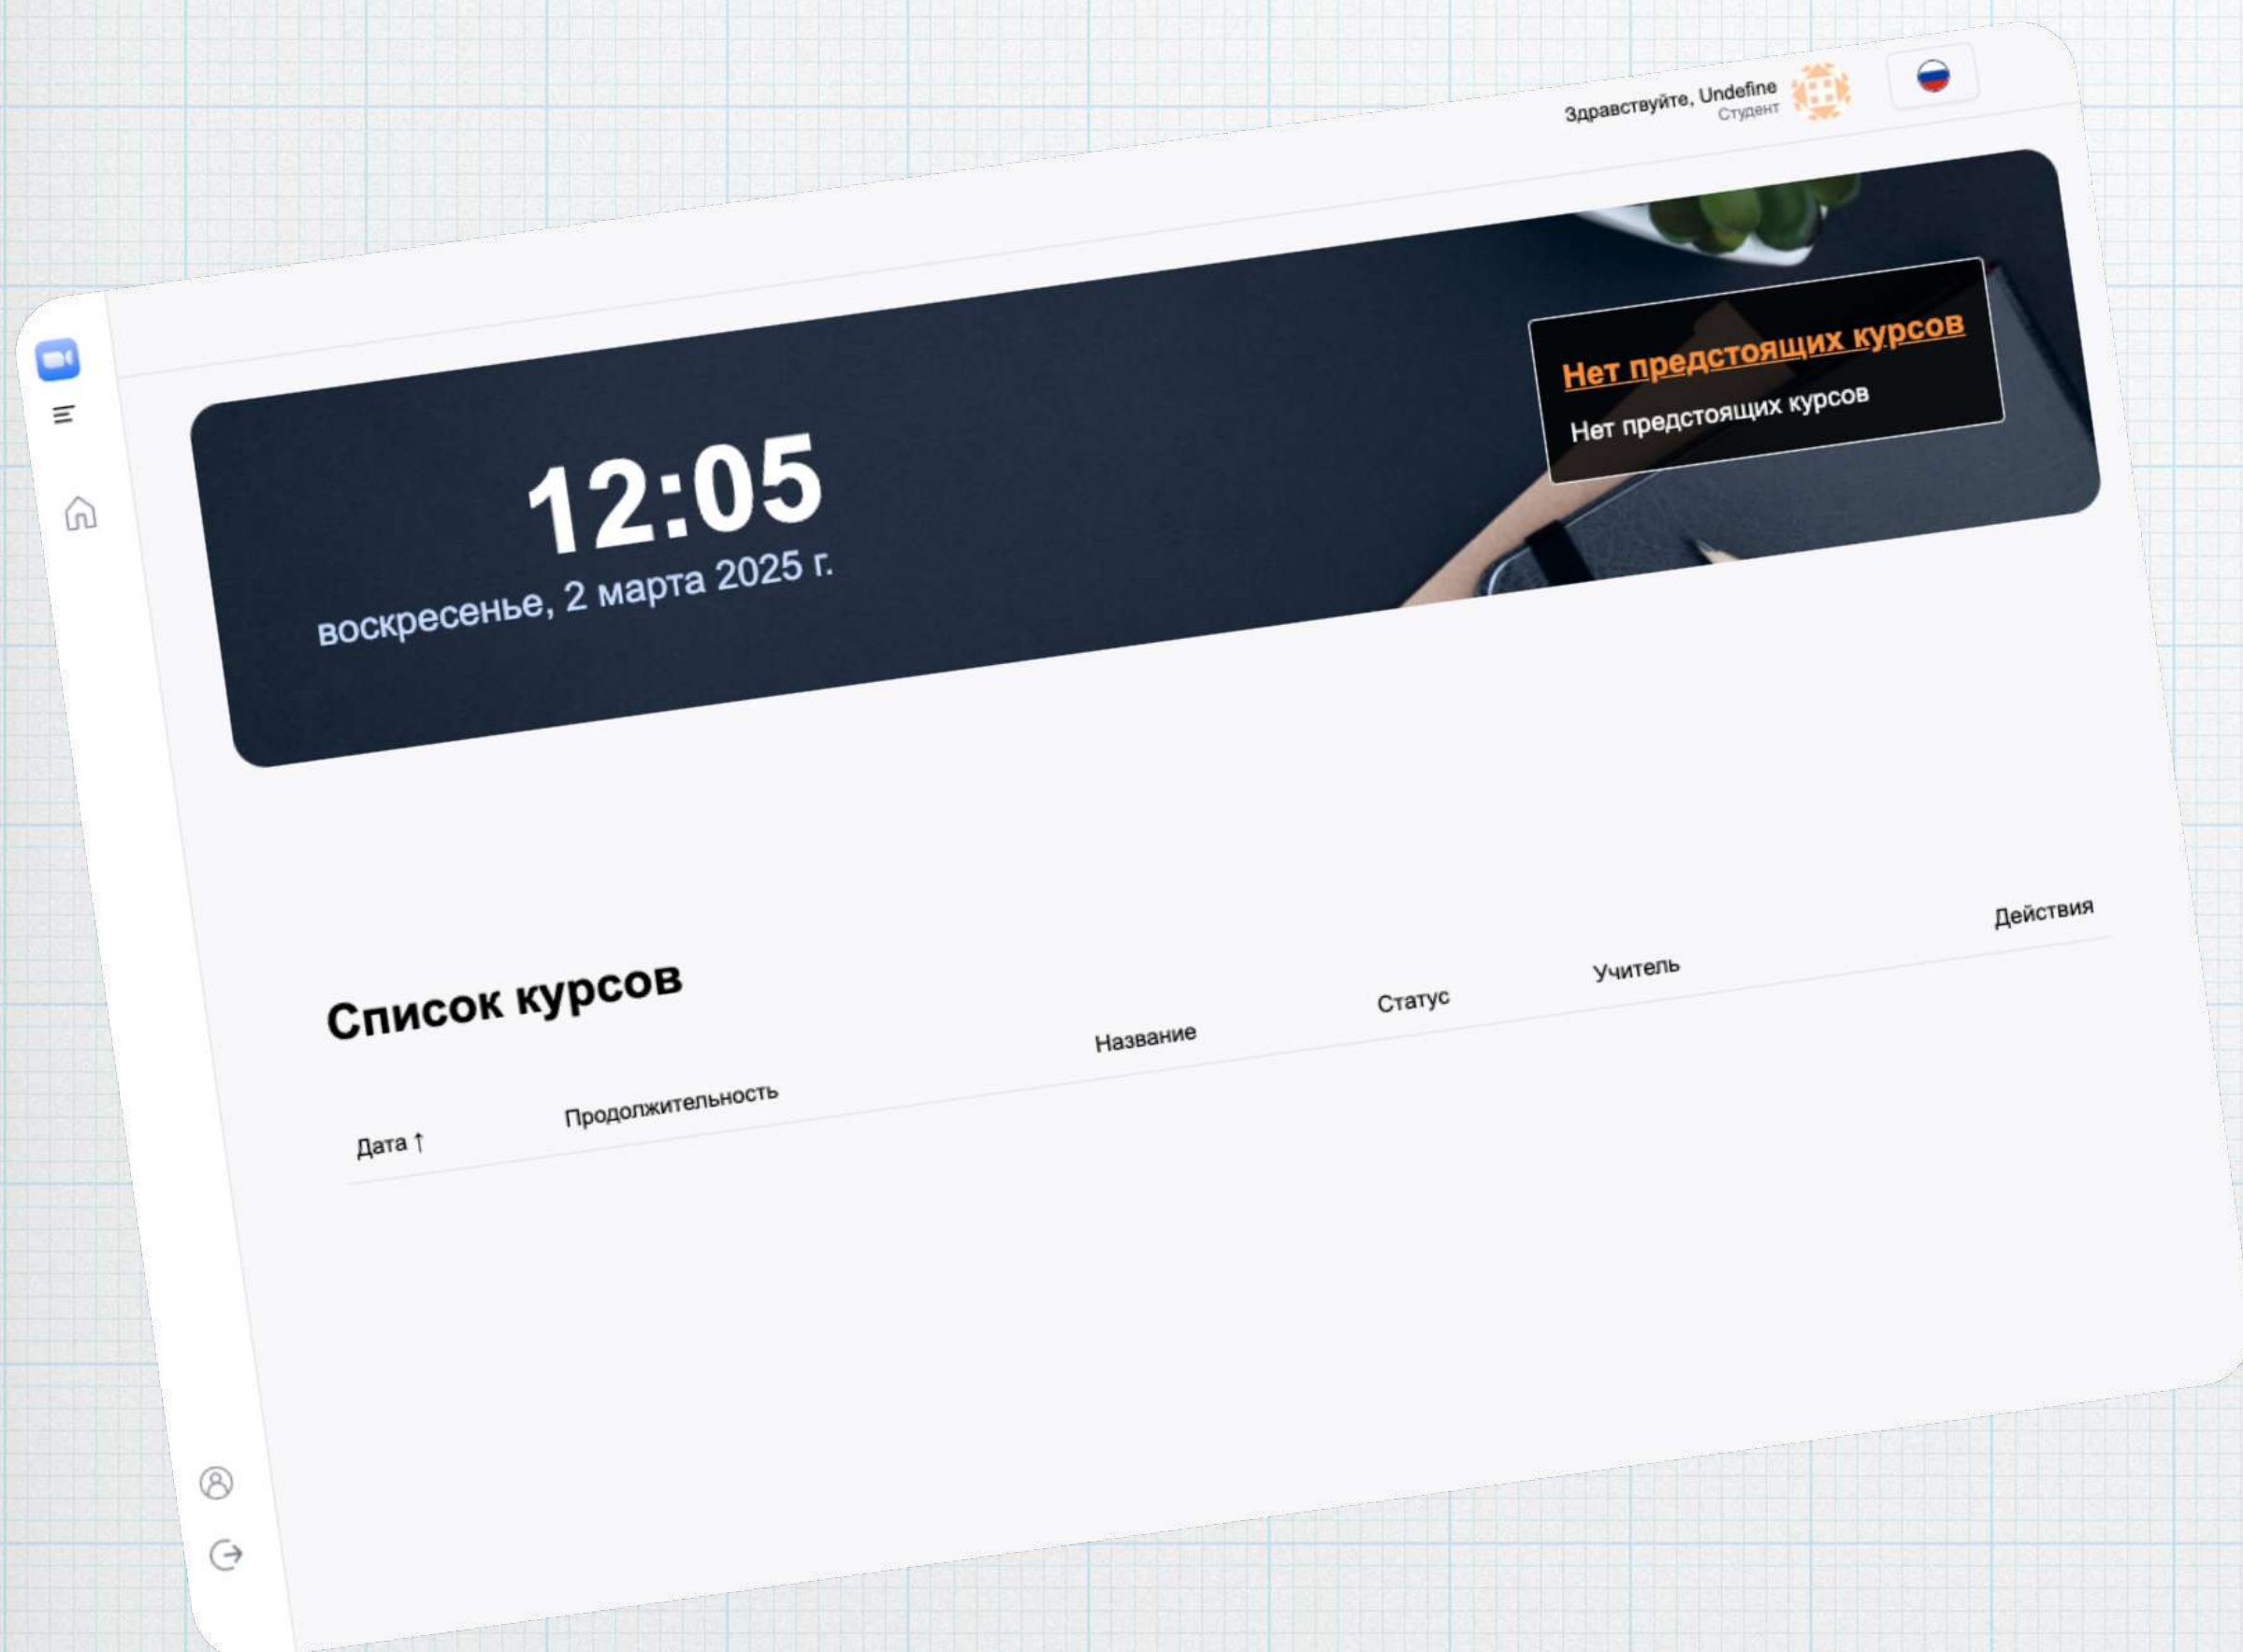 Здравствуйте, Undefine
Студент
12:05
воскресенье, 2 марта 2025 г.
Нет предстоящих курсов
Нет предстоящих курсов
Список курсов
Дата ↑
Продолжительность
Название
Статус
Учитель
Действия